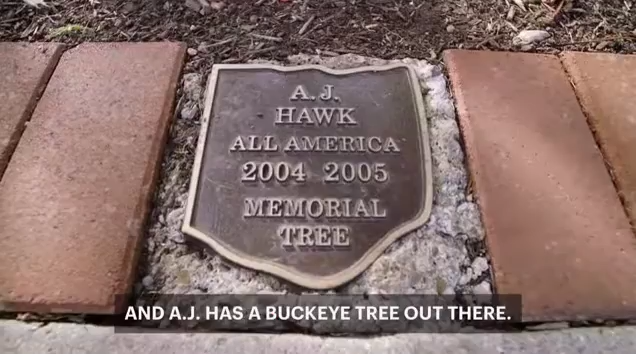 A.J.
HAWK
ALL AMERICA
2004 2005
MEMORIAL
TREE
AND A.J. HAS A BUCKEYE TREE OUT THERE.